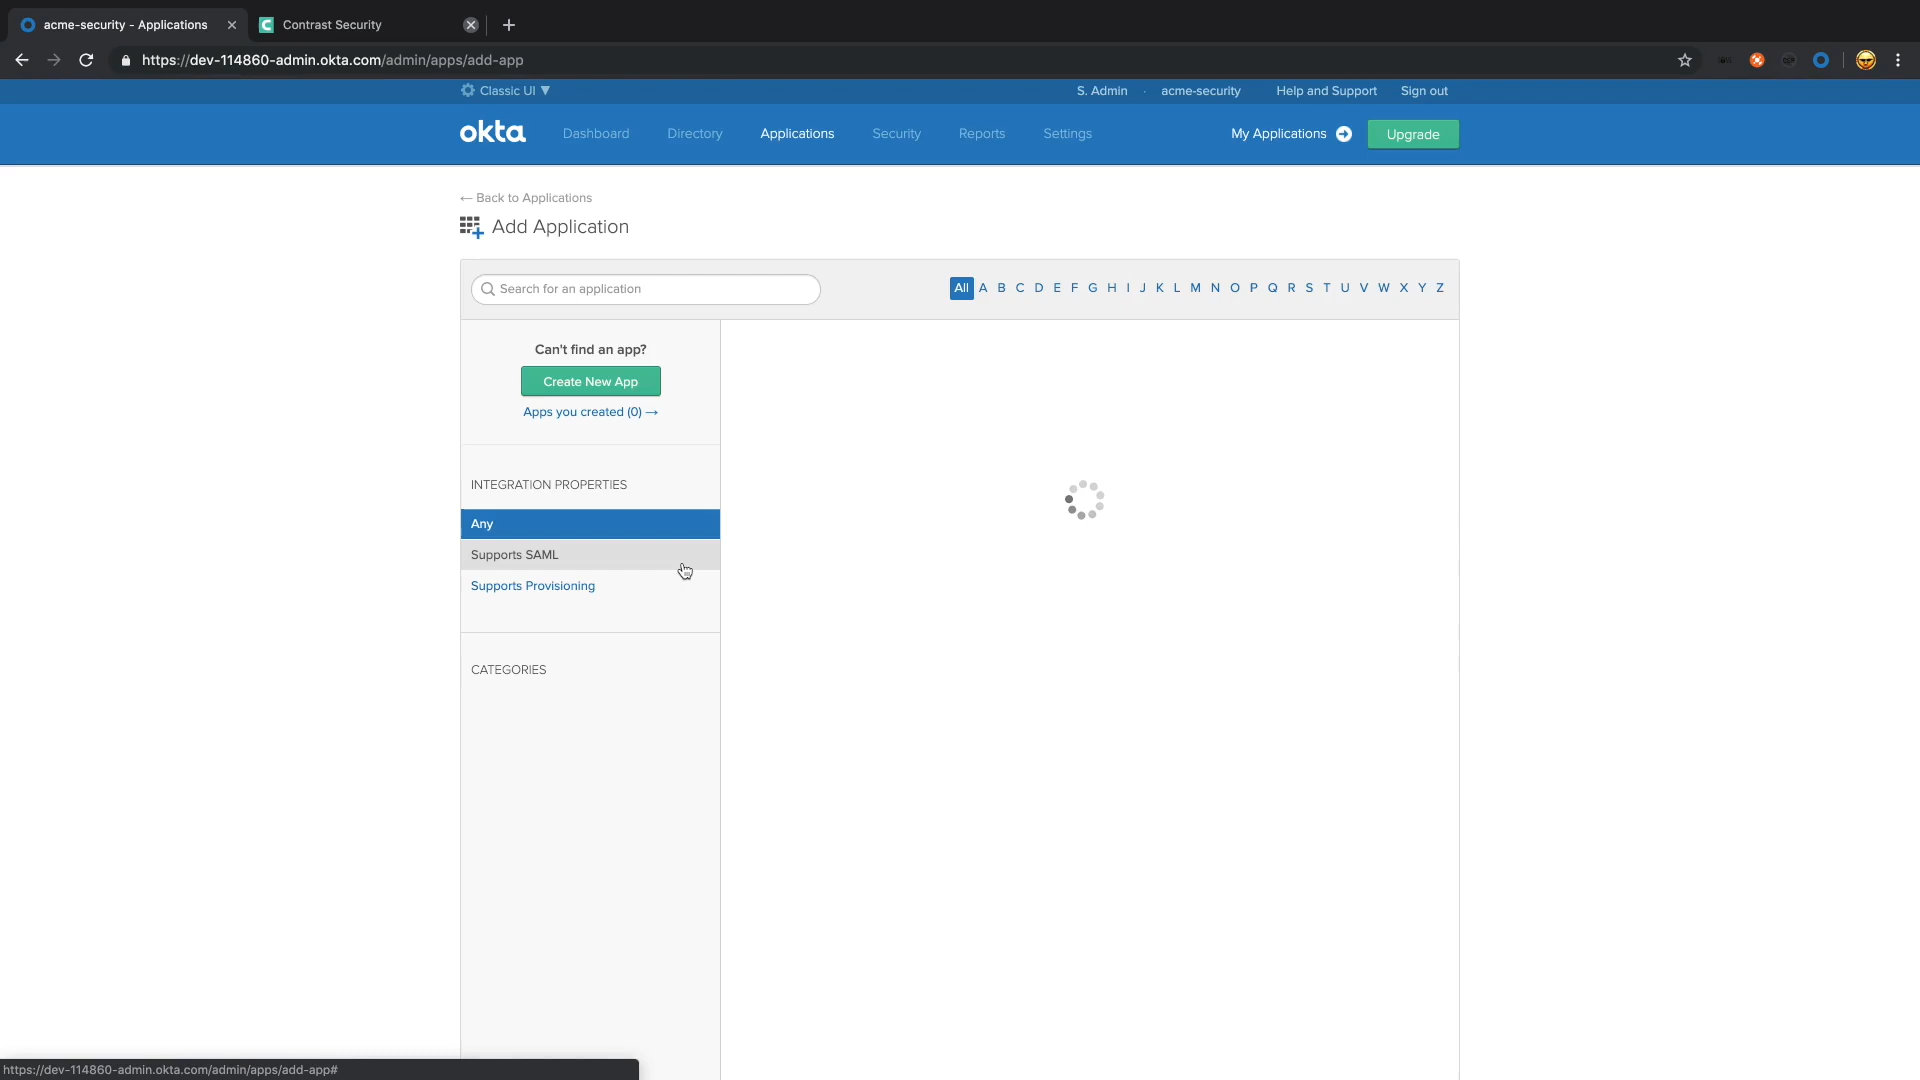 acme-security - Applications
Contrast Security
https://dev-114860-admin.okta.com/admin/apps/add-app
Classic UI ▼
S. Admin · acme-security Help and Support Sign out
okta Dashboard Directory Applications Security Reports Settings My Applications Upgrade
← Back to Applications
Add Application
Search for an application
All A B C D E F G H I J K L M N O P Q R S T U V W X Y Z
Can't find an app?
Create New App
Apps you created (0) →
INTEGRATION PROPERTIES
Any
Supports SAML
Supports Provisioning
CATEGORIES
https://dev-114860-admin.okta.com/admin/apps/add-app#